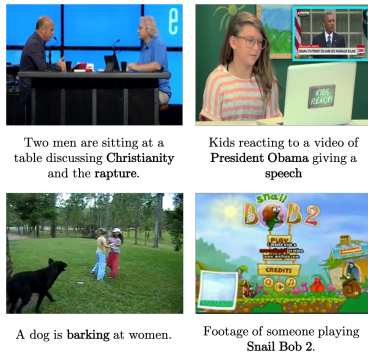 e
KIDS
REACT
Two men are sitting at a
table discussing Christianity
and the rapture.
Kids reacting to a video of
President Obama giving a
speech
Snail
BOB 2
PLAY
CREDITS
A dog is barking at women.
Footage of someone playing
Snail Bob 2.